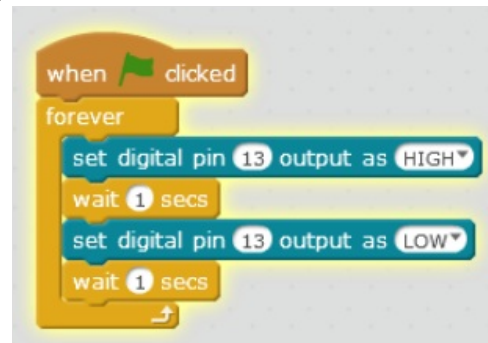 when clicked
forever
set digital pin 13 output as HIGH
wait 1 secs
set digital pin 13 output as LOW
wait 1 secs